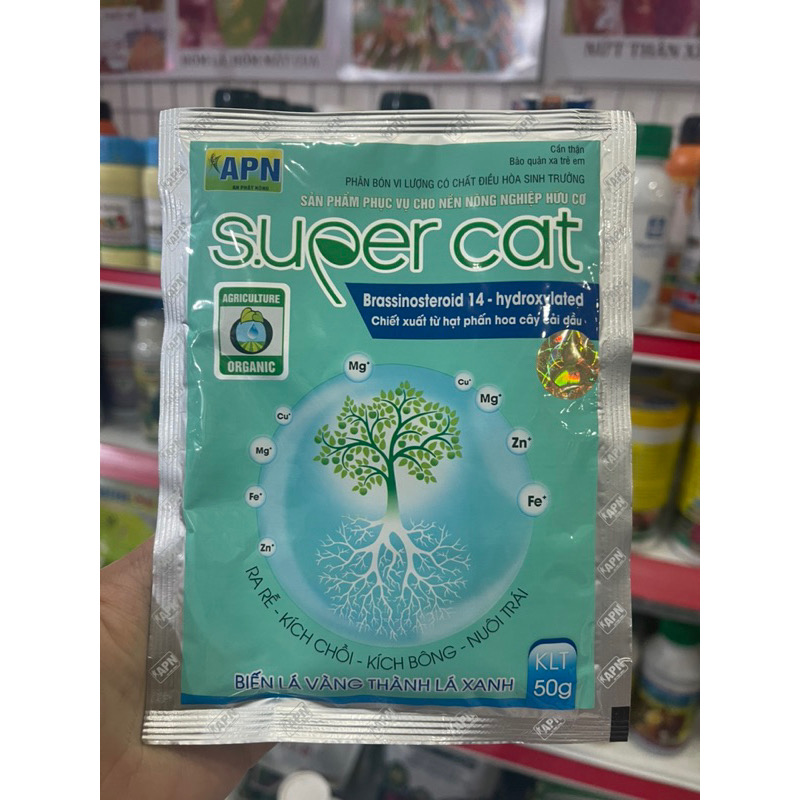 APN
AN PHÁT NÔNG
Cẩn thận
Bảo quản xa trẻ em
PHÂN BÓN VI LƯỢNG CÓ CHẤT ĐIỀU HÒA SINH TRƯỞNG
SẢN PHẨM PHỤC VỤ CHO NỀN NÔNG NGHIỆP HỮU CƠ
super cat
Brassinosteroid 14 - hydroxylated
Chiết xuất từ hạt phấn hoa cây cải dầu
AGRICULTURE
ORGANIC
Mg⁺
Cu⁺
Mg⁺
Cu⁺
Zn⁺
Mg⁺
Fe⁺
Fe⁺
Zn⁺
RA RỄ - KÍCH CHỒI - KÍCH BÔNG - NUÔI TRÁI
BIẾN LÁ VÀNG THÀNH LÁ XANH
KLT
50g